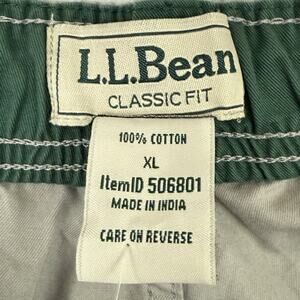 L.L.Bean
CLASSIC FIT
100% COTTON
XL
ItemID 506801
MADE IN INDIA
CARE ON REVERSE